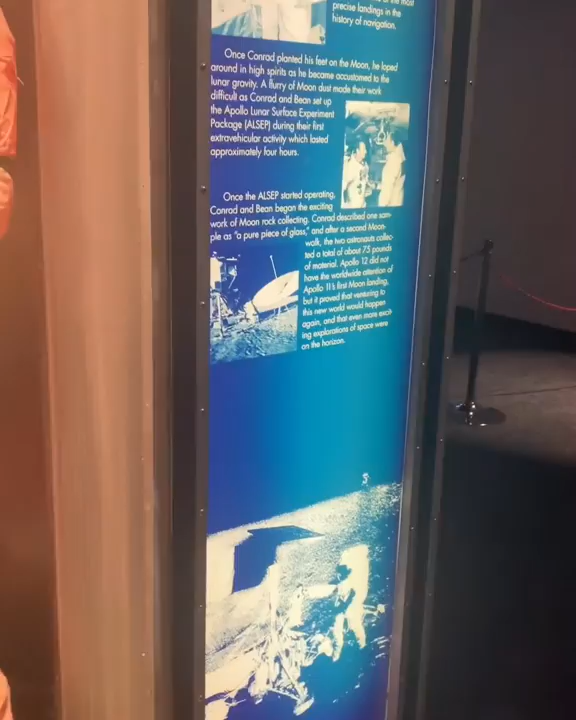 precise landings in the
history of navigation.
Once Conrad planted his feet on the Moon, he loped
around in high spirits as he became accustomed to the
lunar gravity. A flurry of Moon dust made their work
difficult as Conrad and Bean set up
the Apollo Lunar Surface Experiment
Package (ALSEP) during their first
extravehicular activity which lasted
approximately four hours.
Once the ALSEP started operating,
Conrad and Bean began the exciting
work of Moon rock collecting. Conrad described one sam-
ple as "a pure piece of glass," and after a second Moon-
walk, the two astronauts collec-
ted a total of about 75 pounds
of material. Apollo 12 did not
have the worldwide attention of
Apollo 11's first Moon landing,
but it proved that venturing to
this new world would happen
again, and that even more excit-
ing explorations of space were
on the horizon.